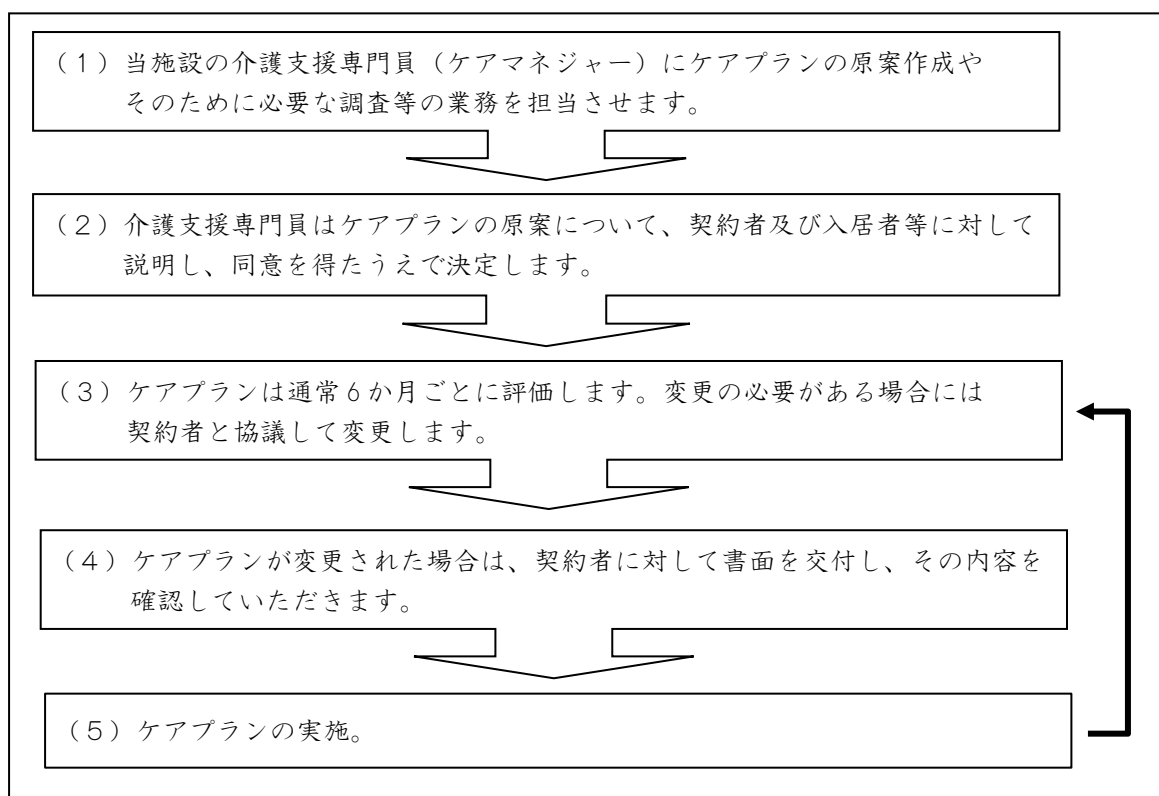 (1)当施設の介護支援専門員(ケアマネジャー)にケアプランの原案作成や
そのために必要な調査等の業務を担当させます。
(2)介護支援専門員はケアプランの原案について、契約者及び入居者等に対して
説明し、同意を得たうえで決定します。
(3)ケアプランは通常6か月ごとに評価します。変更の必要がある場合には
契約者と協議して変更します。
(4)ケアプランが変更された場合は、契約者に対して書面を交付し、その内容を
確認していただきます。
(5)ケアプランの実施。